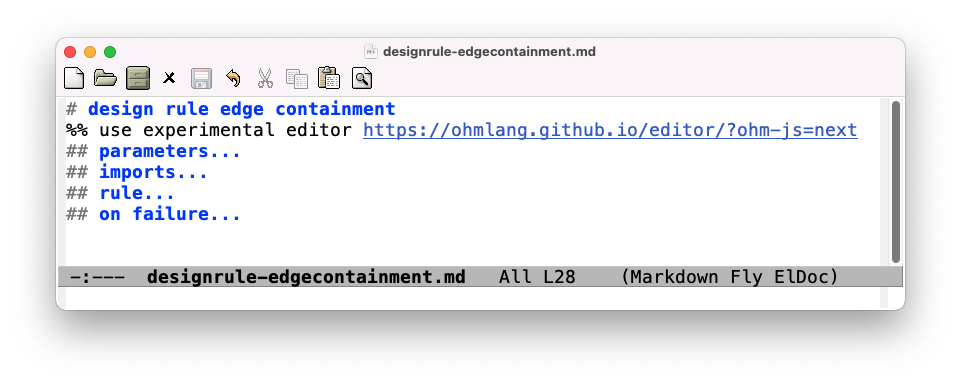 designrule-edgecontainment.md
# design rule edge containment
%% use experimental editor https://ohmlang.github.io/editor/?ohm-js=next
## parameters...
## imports...
## rule...
## on failure...
-:--- designrule-edgecontainment.md All L28 (Markdown Fly ElDoc)